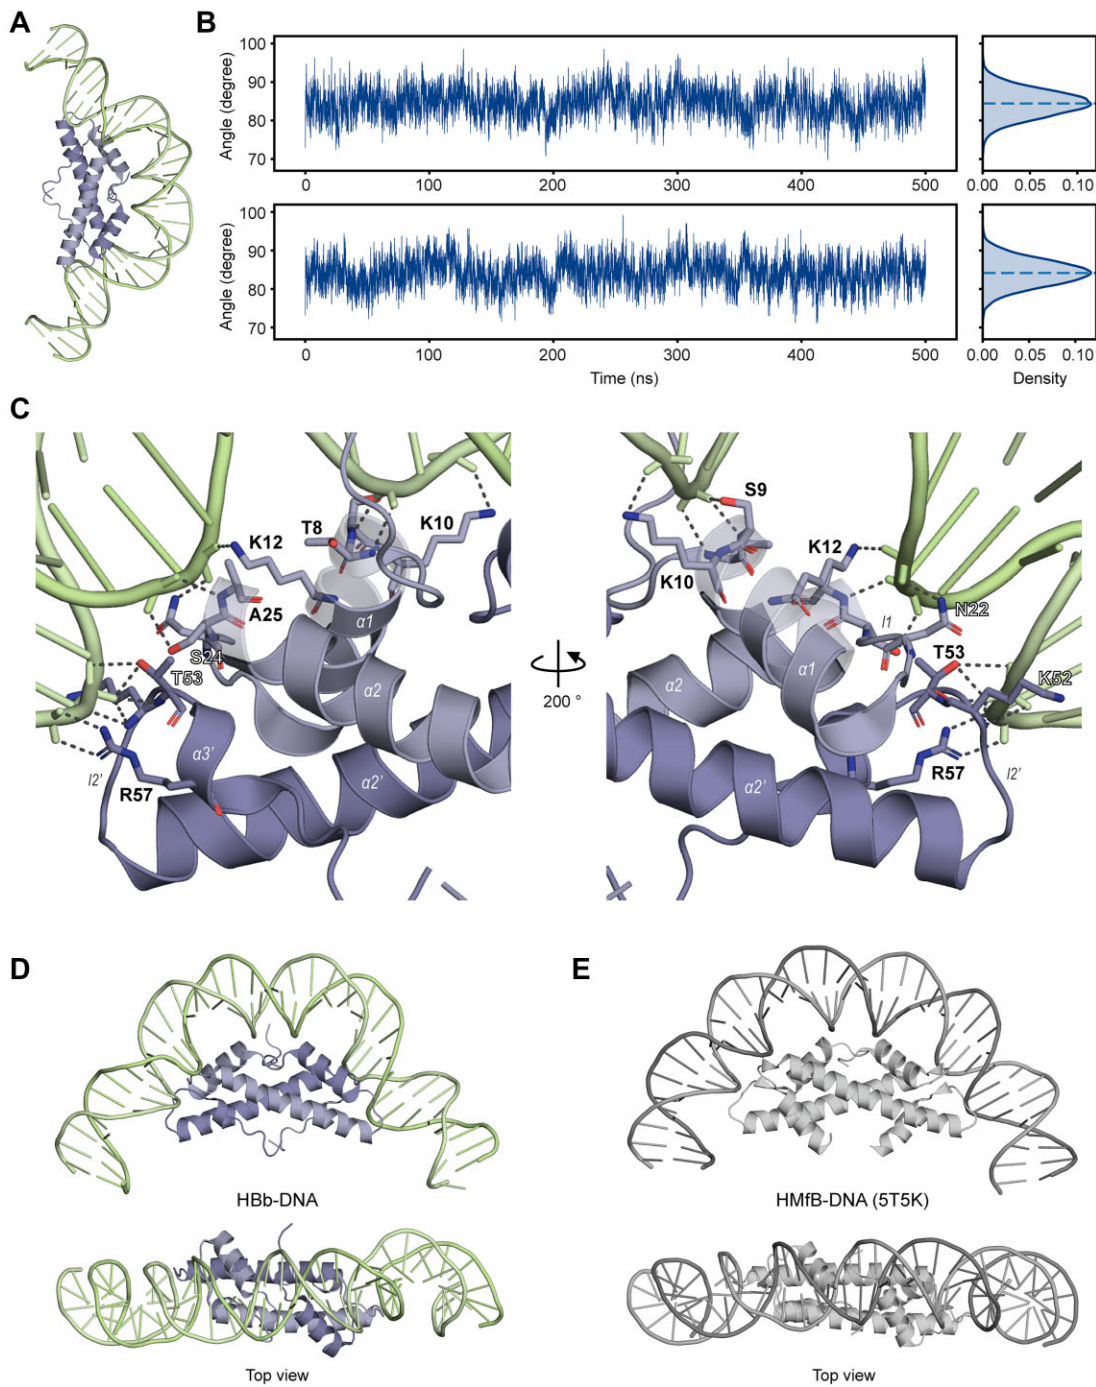 A
B
Angle (degree)
100
90
80
70
0
100
200
300
400
500
0.00
0.05
0.10
Angle (degree)
100
90
80
70
0
100
200
300
400
500
Time (ns)
0.00
0.05
0.10
Density
C
K12
T8
K10
A25
α1
S24
T53
α2
α3’
l2’
α2’
R57
200 °
S9
K12
K10
l1
N22
T53
α2
α1
K52
R57
l2’
α2’
D
HBb-DNA
Top view
E
HMfB-DNA (5T5K)
Top view